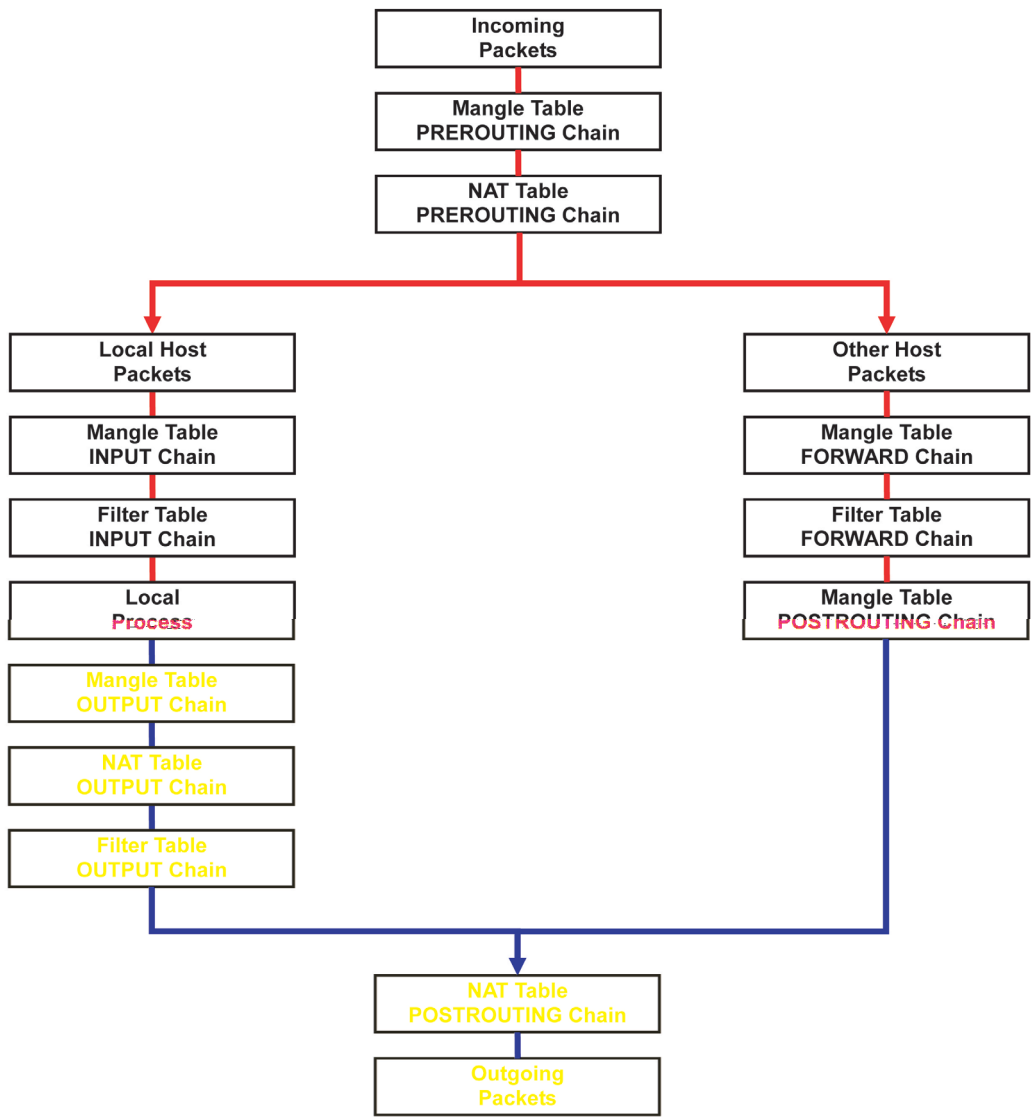 Incoming
Packets
Mangle Table
PREROUTING Chain
NAT Table
PREROUTING Chain
Local Host
Packets
Mangle Table
INPUT Chain
Filter Table
INPUT Chain
Local
Process
Mangle Table
OUTPUT Chain
NAT Table
OUTPUT Chain
Filter Table
OUTPUT Chain
Other Host
Packets
Mangle Table
FORWARD Chain
Filter Table
FORWARD Chain
Mangle Table
POSTROUTING Chain
NAT Table
POSTROUTING Chain
Outgoing
Packets